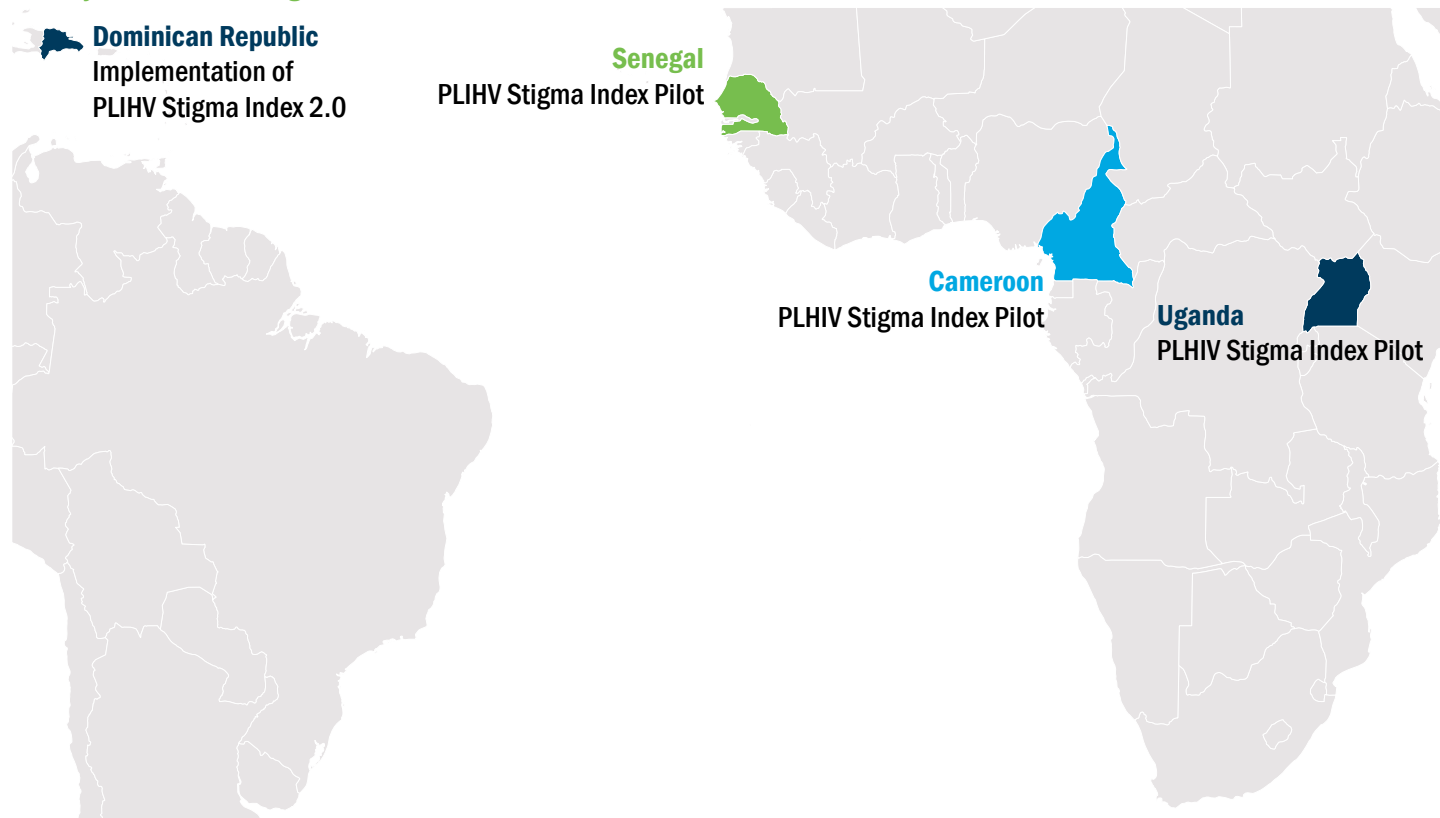 Dominican Republic
Implementation of
PLIHV Stigma Index 2.0
Senegal
PLIHV Stigma Index Pilot
Cameroon
PLHIV Stigma Index Pilot
Uganda
PLHIV Stigma Index Pilot